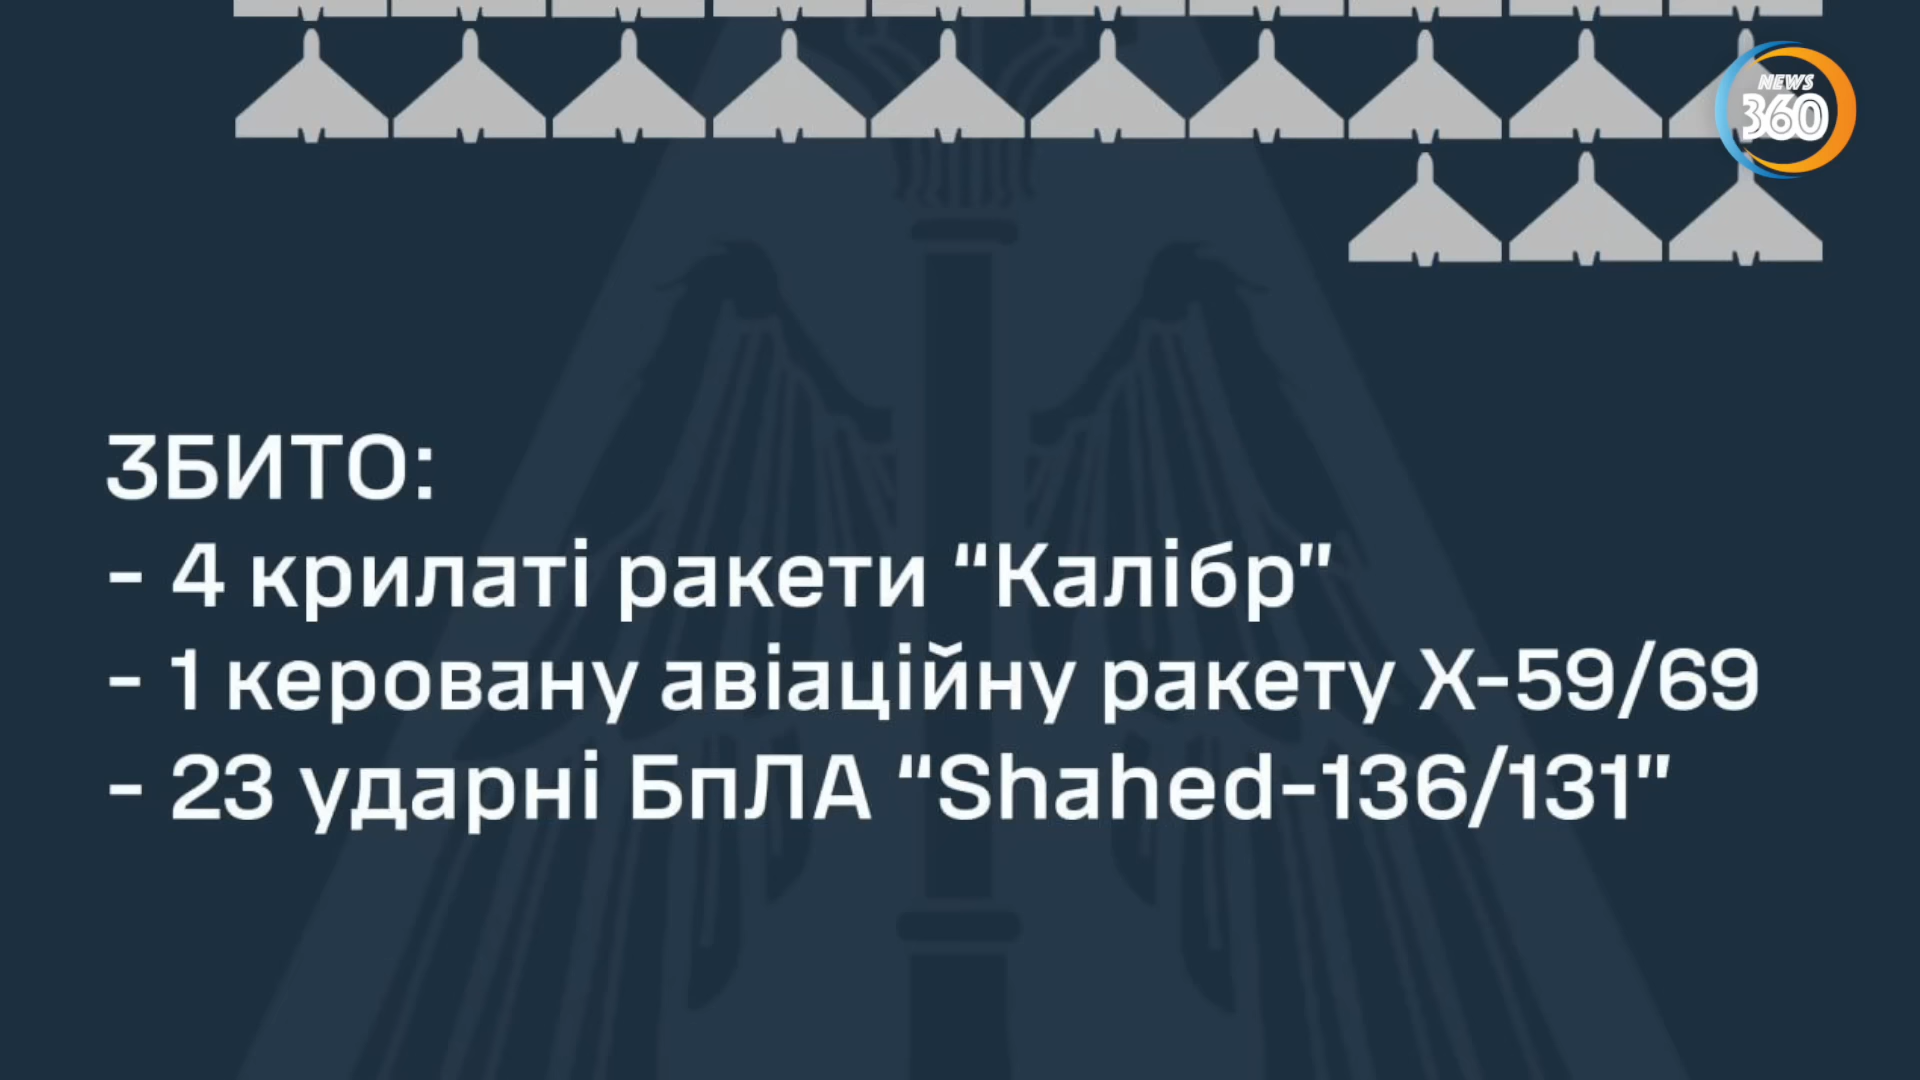 NEWS
360
ЗБИТО:
- 4 крилаті ракети “Калібр”
- 1 керовану авіаційну ракету Х-59/69
- 23 ударні БпЛА “Shahed-136/131”